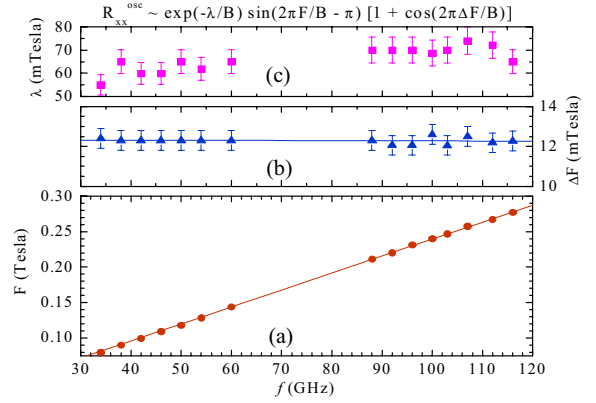 R_xx^osc ~ exp(-λ/B) sin(2πF/B - π) [1 + cos(2πΔF/B)]
80
70
60
50
λ (mTesla)
(c)
14
12
10
ΔF (mTesla)
(b)
0.30
0.25
0.20
0.15
0.10
F (Tesla)
(a)
30 40 50 60 70 80 90 100 110 120
f (GHz)